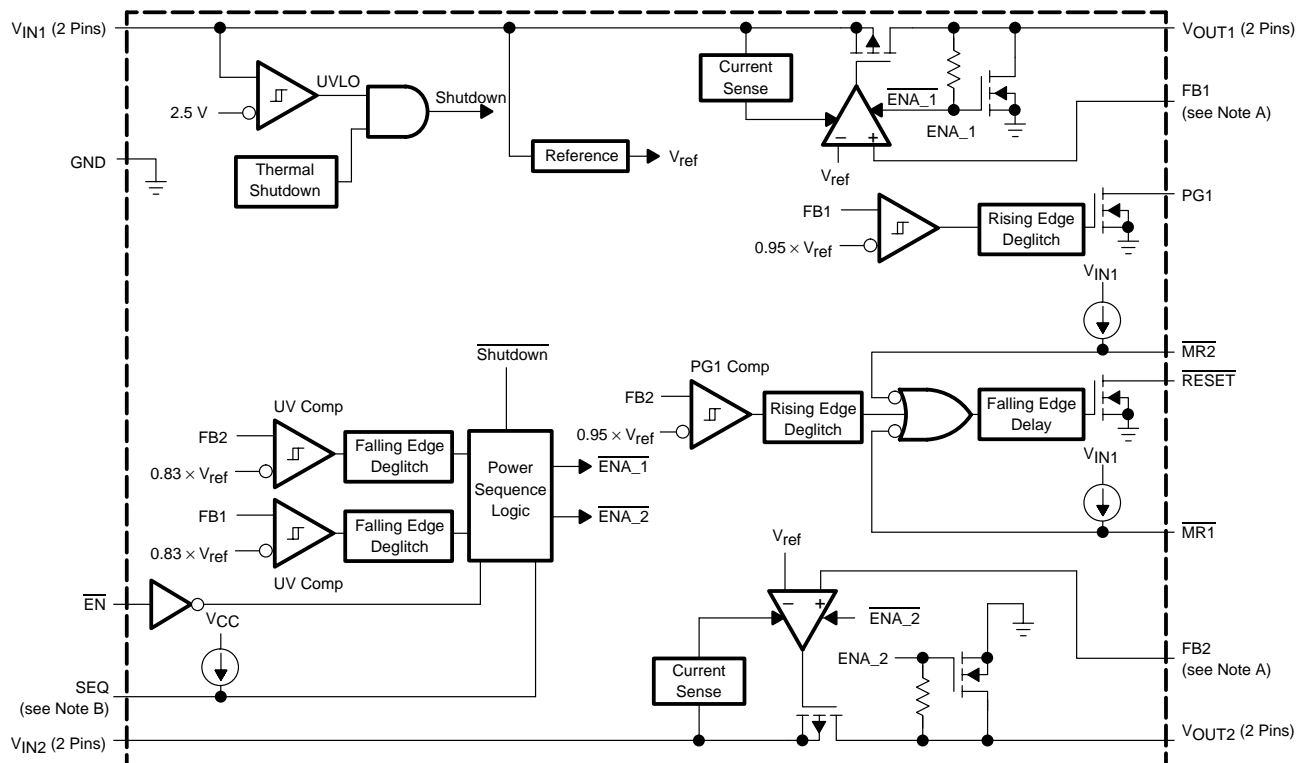 VIN1 (2 Pins)
VOUT1 (2 Pins)
UVLO
2.5 V
Shutdown
Current
Sense
ENA_1
ENA_1
FB1
(see Note A)
GND
Thermal
Shutdown
Reference
Vref
− +
Vref
FB1
0.95 × Vref
Rising Edge
Deglitch
PG1
VIN1
MR2
Shutdown
PG1 Comp
FB2
0.95 × Vref
Rising Edge
Deglitch
Falling Edge
Delay
RESET
VIN1
MR1
UV Comp
FB2
0.83 × Vref
Falling Edge
Deglitch
Power
Sequence
Logic
ENA_1
ENA_2
FB1
0.83 × Vref
Falling Edge
Deglitch
UV Comp
EN
VCC
SEQ
(see Note B)
Vref
− +
ENA_2
Current
Sense
ENA_2
FB2
(see Note A)
VIN2 (2 Pins)
VOUT2 (2 Pins)